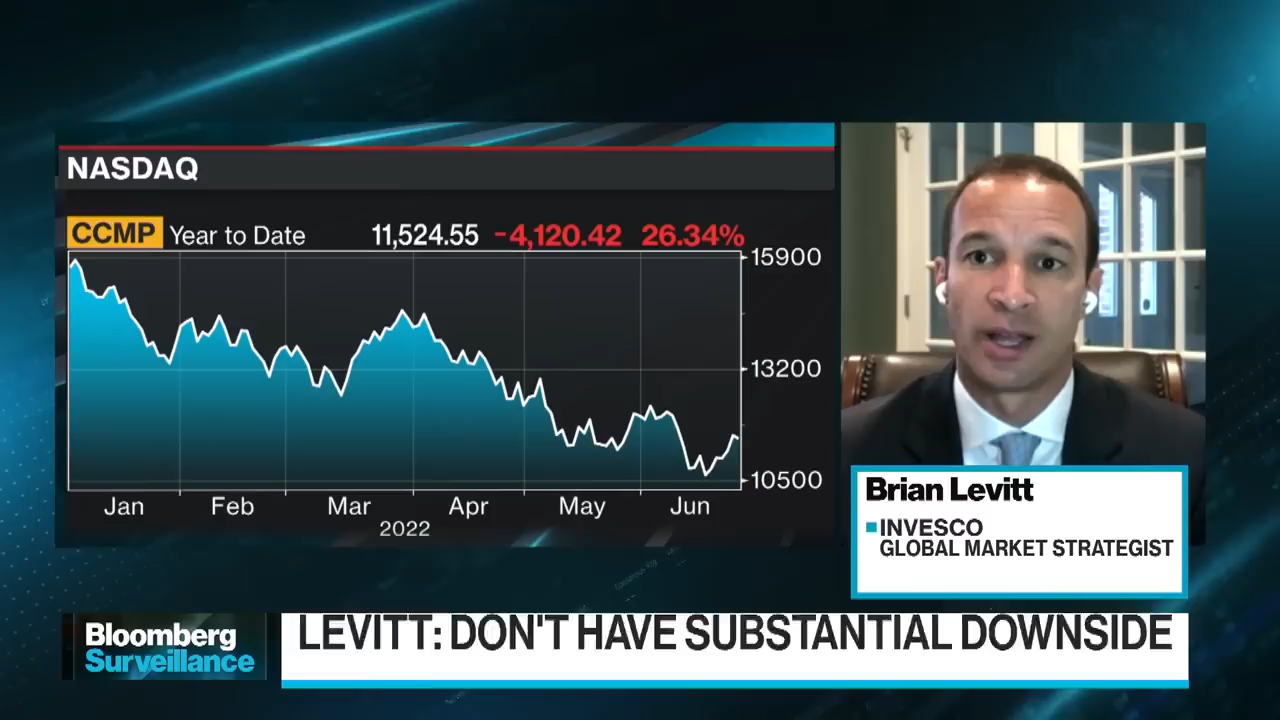 NASDAQ
CCMP Year to Date 11,524.55 -4,120.42 26.34%
15900
13200
10500
Jan Feb Mar Apr May Jun
2022
Brian Levitt
INVESCO
GLOBAL MARKET STRATEGIST
Bloomberg
Surveillance
LEVITT: DON'T HAVE SUBSTANTIAL DOWNSIDE